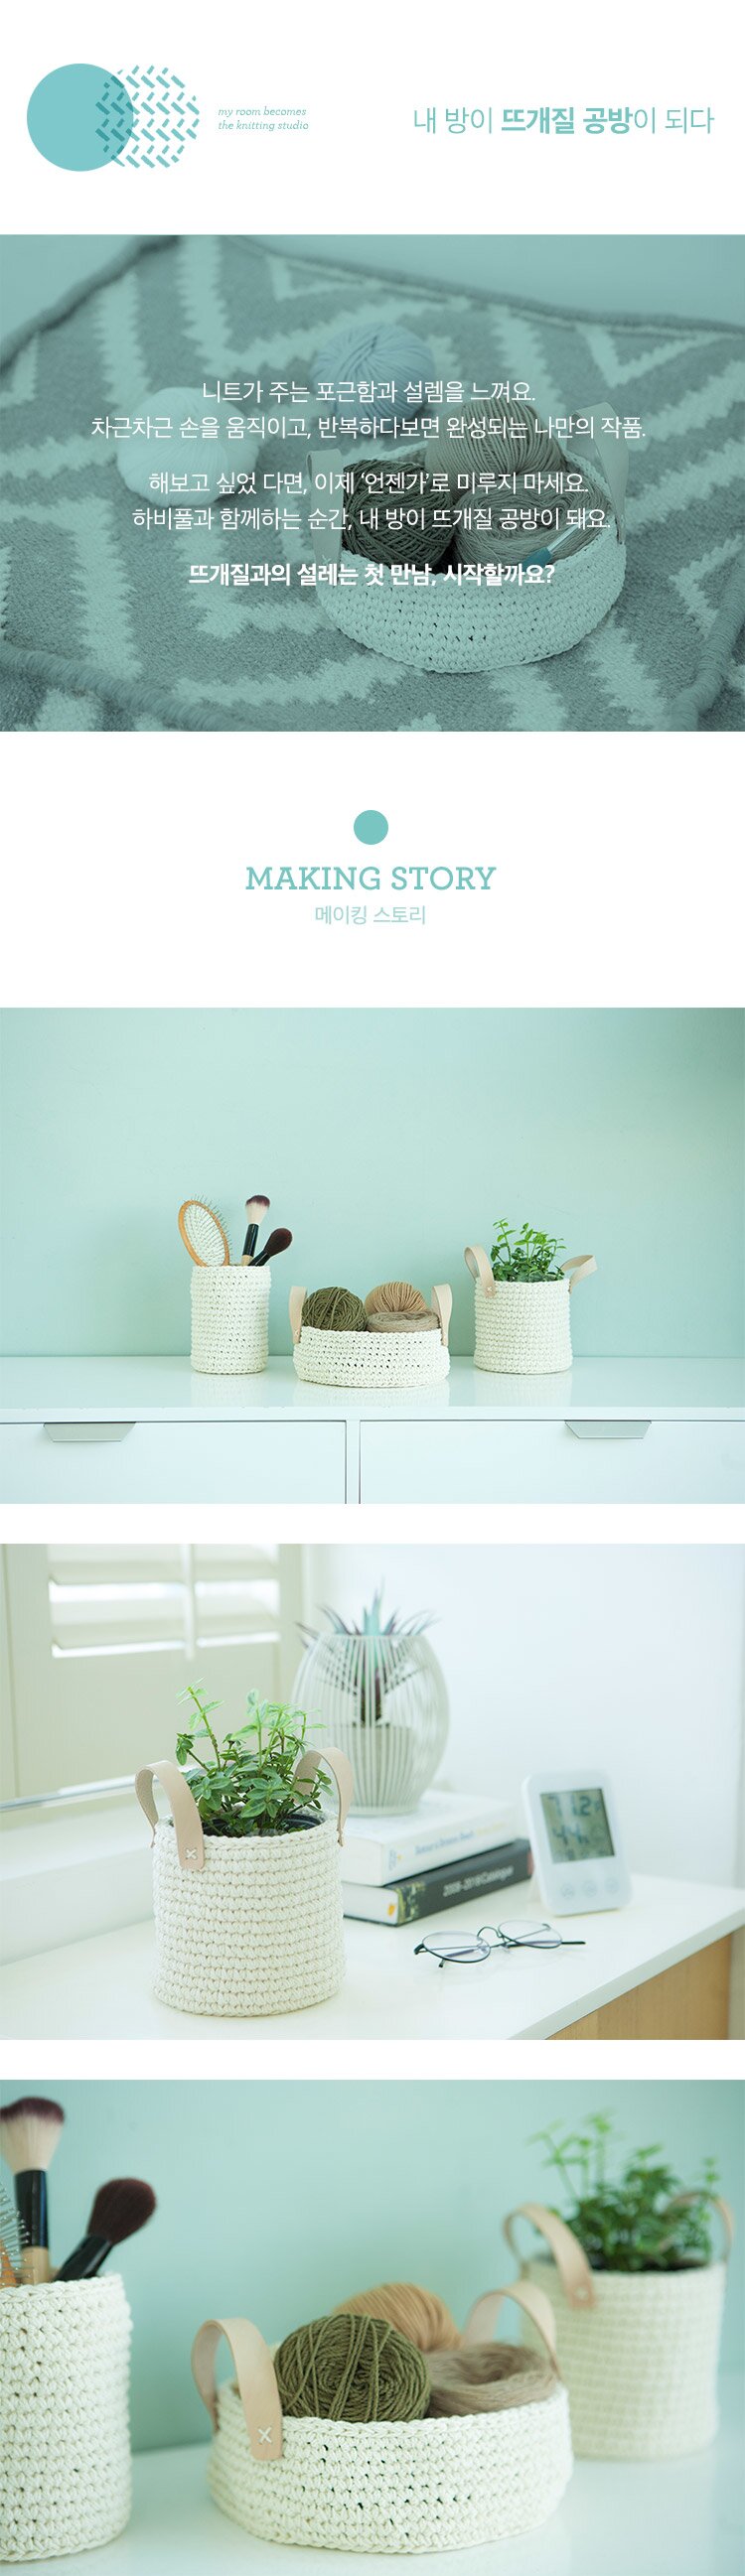 my room becomes
the knitting studio
내 방이 뜨개질 공방이 되다
니트가 주는 포근함과 설렘을 느껴요.
차근차근 손을 움직이고, 반복하다보면 완성되는 나만의 작품.
해보고 싶었 다면, 이제 '언젠가'로 미루지 마세요.
하비풀과 함께하는 순간, 내 방이 뜨개질 공방이 돼요.
뜨개질과의 설레는 첫 만남, 시작할까요?
MAKING STORY
메이킹 스토리
Catalogue